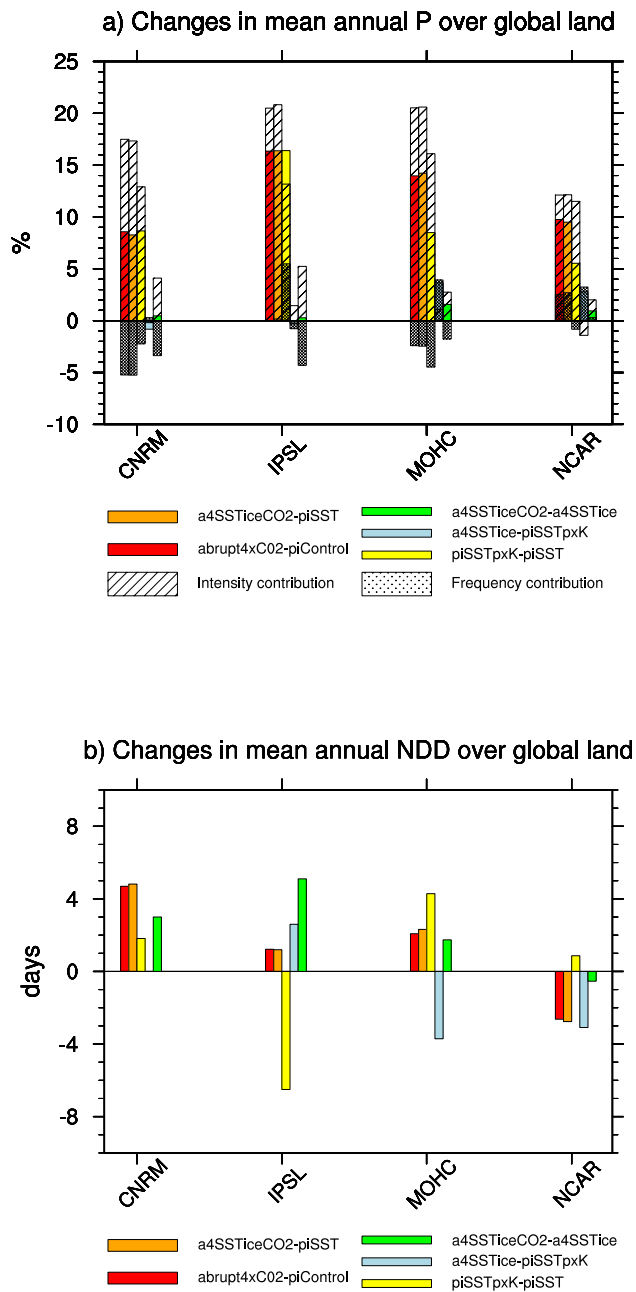 a) Changes in mean annual P over global land
25
20
15
10
5
0
-5
-10
%
CNRM
IPSL
MOHC
NCAR
a4SSTiceCO2-piSST
a4SSTiceCO2-a4SSTice
abrupt4xC02-piControl
a4SSTice-piSSTpxK
piSSTpxK-piSST
Intensity contribution
Frequency contribution
b) Changes in mean annual NDD over global land
8
4
0
-4
-8
days
CNRM
IPSL
MOHC
NCAR
a4SSTiceCO2-piSST
a4SSTiceCO2-a4SSTice
abrupt4xC02-piControl
a4SSTice-piSSTpxK
piSSTpxK-piSST